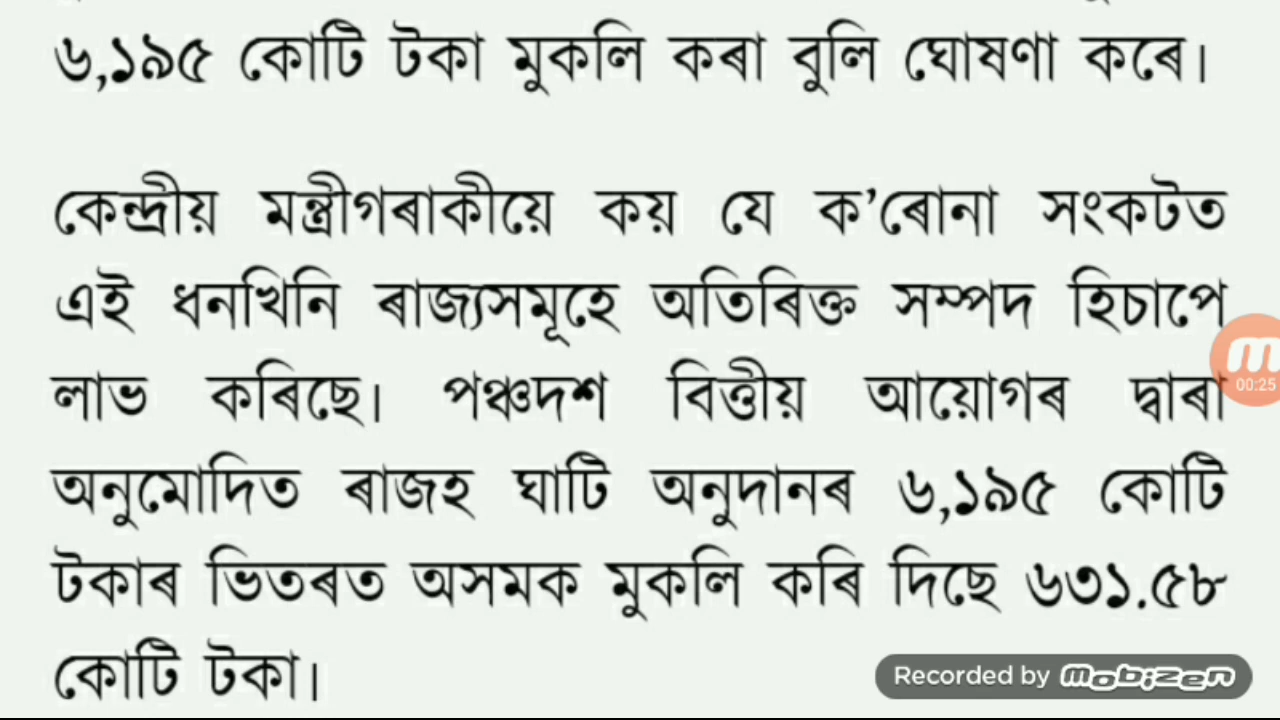 ৬,১৯৫ কোটি টকা মুকলি কৰা বুলি ঘোষণা কৰে।
কেন্দ্ৰীয় মন্ত্ৰীগৰাকীয়ে কয় যে ক’ৰোনা সংকটত
এই ধনখিনি ৰাজ্যসমূহে অতিৰিক্ত সম্পদ হিচাপে
লাভ কৰিছে। পঞ্চদশ বিত্তীয় আয়োগৰ দ্বাৰা
00:25
অনুমোদিত ৰাজহ ঘাটি অনুদানৰ ৬,১৯৫ কোটি
টকাৰ ভিতৰত অসমক মুকলি কৰি দিছে ৬৩১.৫৮
কোটি টকা।
Recorded by mobizen